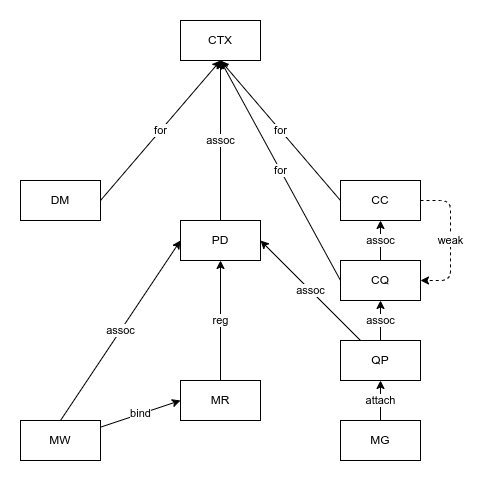 CTX
for
for
assoc
for
DM
CC
PD
assoc
weak
CQ
assoc
reg
assoc
assoc
QP
bind
MR
attach
MW
MG